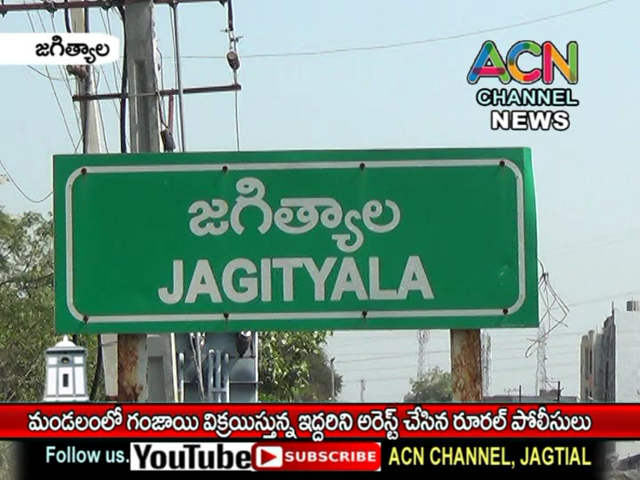 జగిత్యాల
ACN
CHANNEL
NEWS
జగిత్యాల
JAGITYALA
మండలంలో గంజాయి విక్రయిస్తున్న ఇద్దరిని అరెస్ట్ చేసిన రూరల్ పోలీసులు
Follow us. YouTube SUBSCRIBE ACN CHANNEL, JAGTIAL